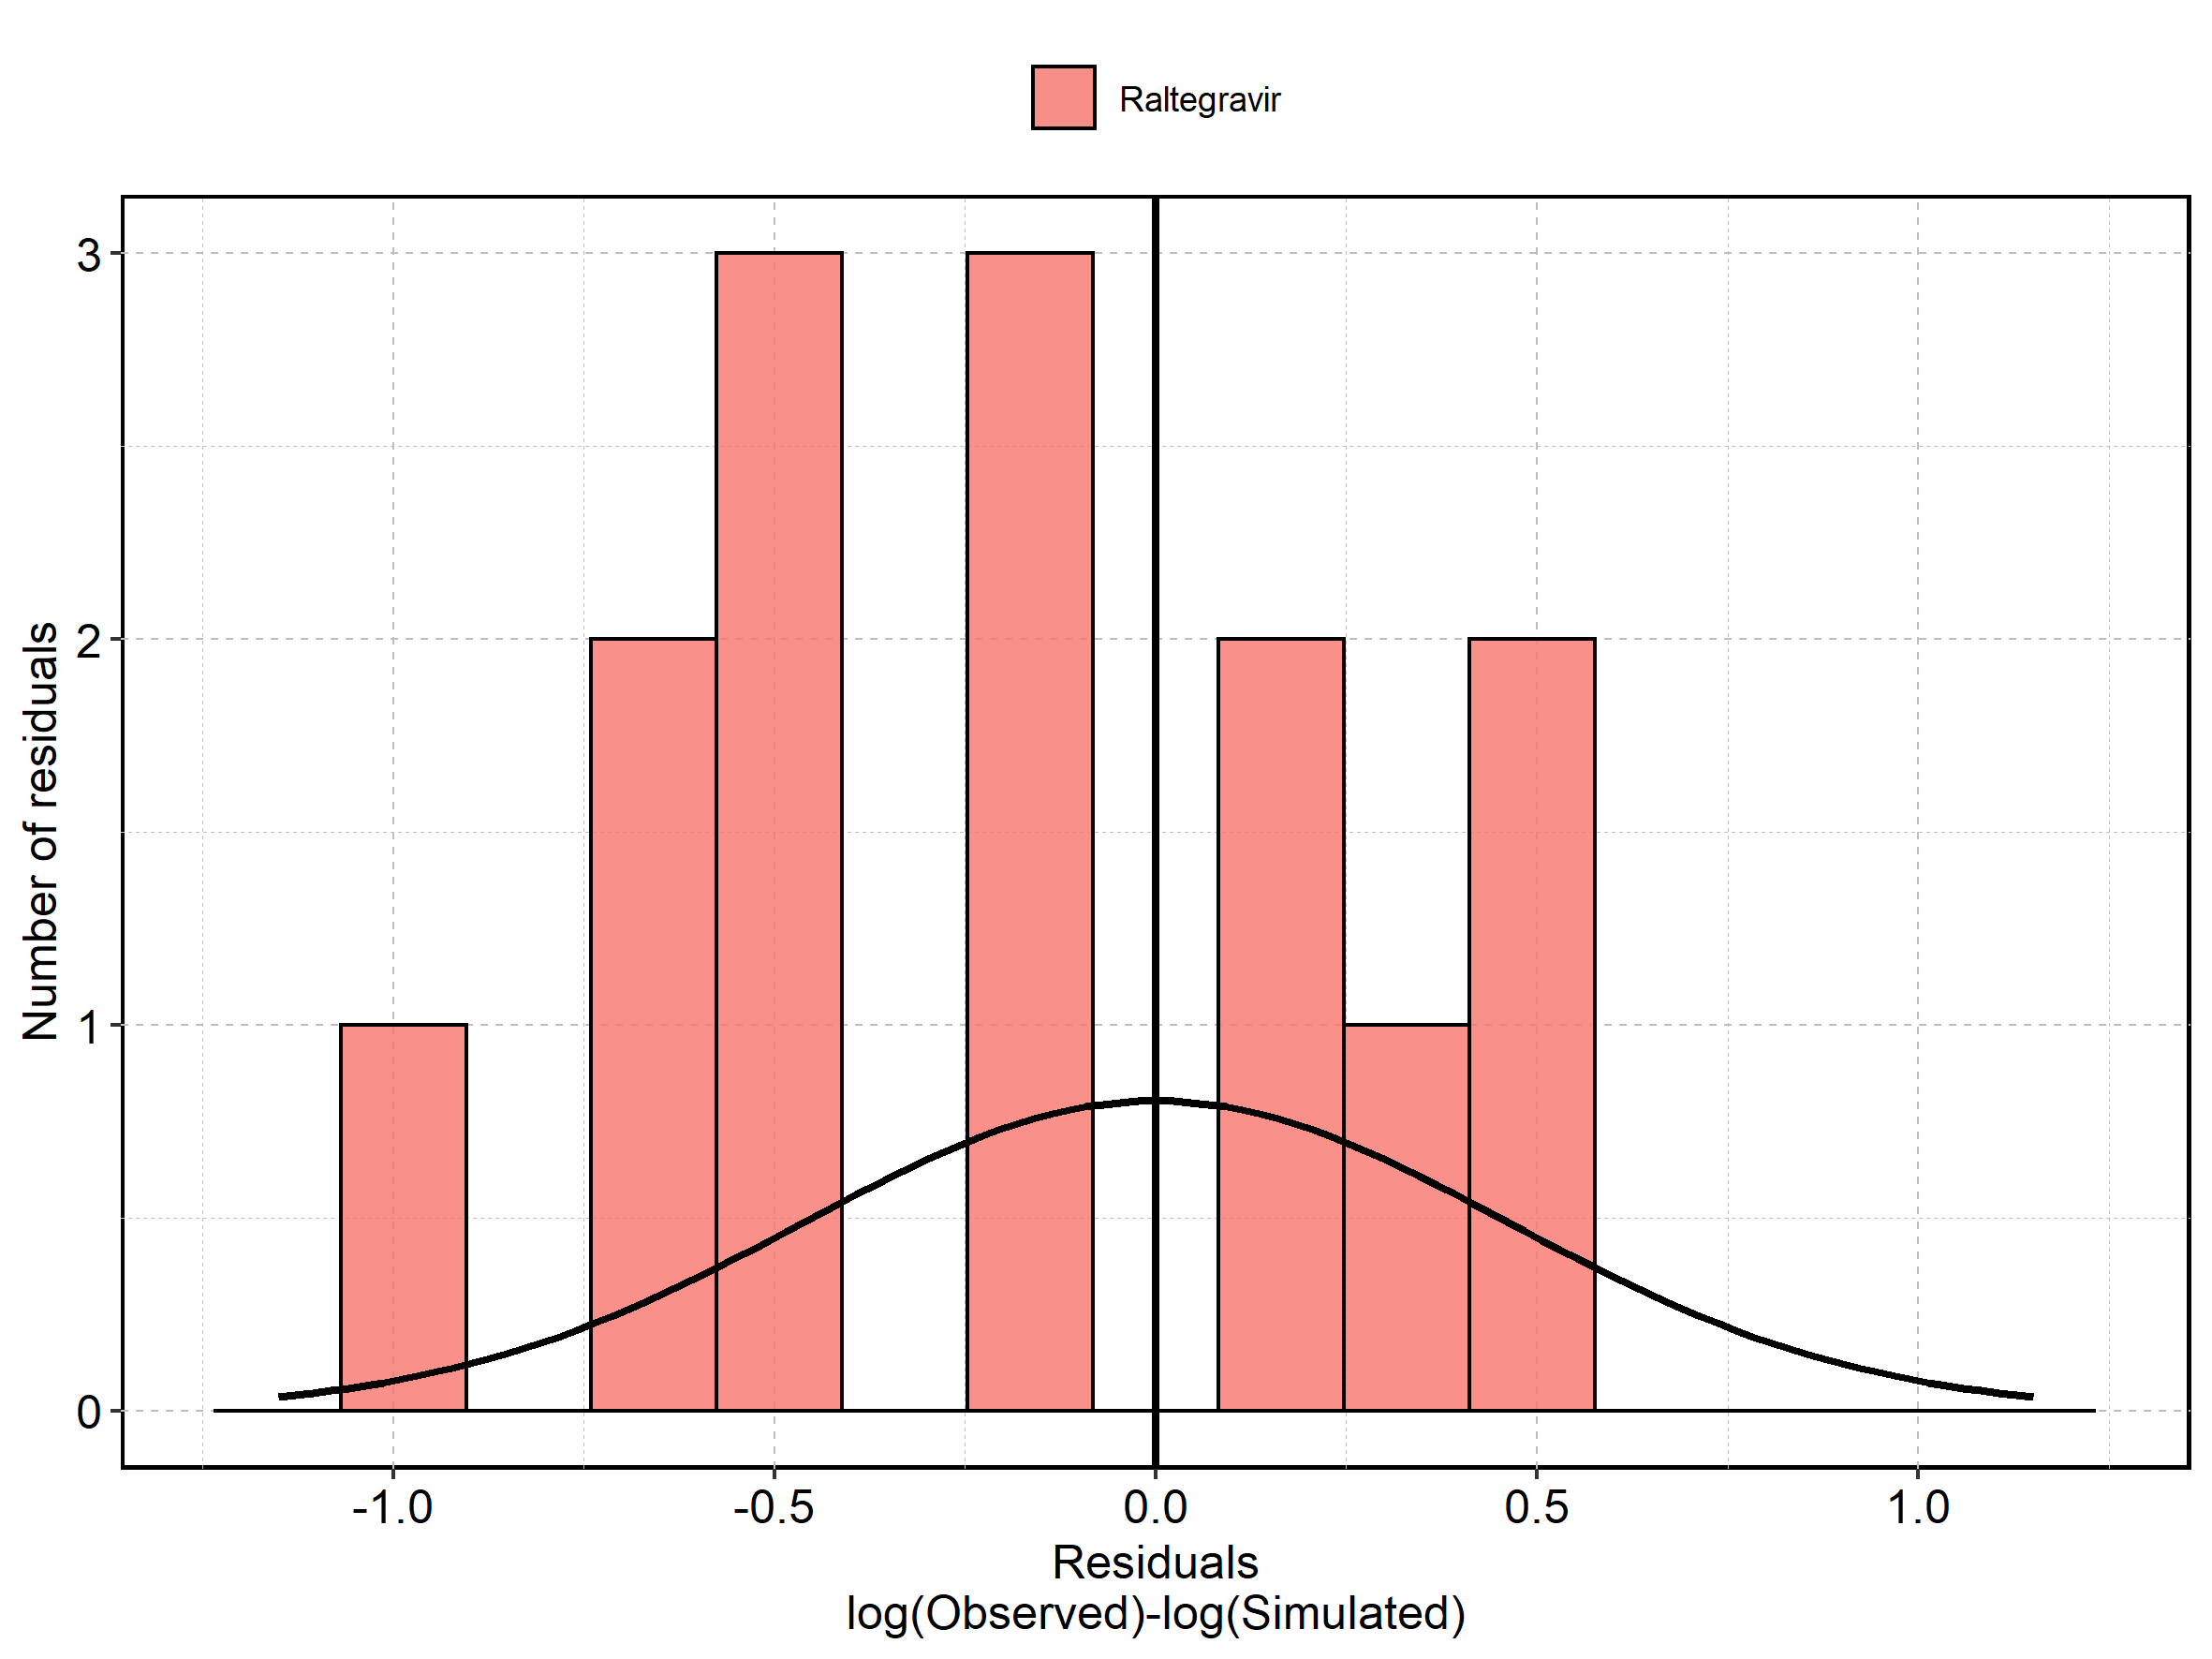 Raltegravir
Number of residuals
3
2
1
0
-1.0
-0.5
0.0
0.5
1.0
Residuals
log(Observed)-log(Simulated)